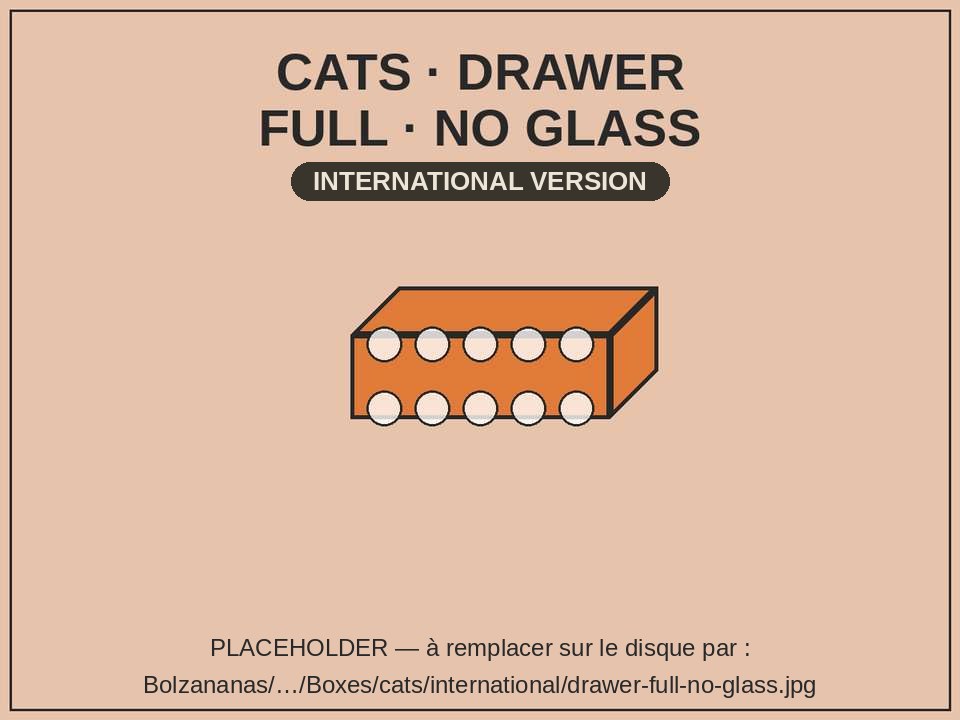 CATS · DRAWER
FULL · NO GLASS
INTERNATIONAL VERSION
PLACEHOLDER — à remplacer sur le disque par :
Bolzananas/…/Boxes/cats/international/drawer-full-no-glass.jpg